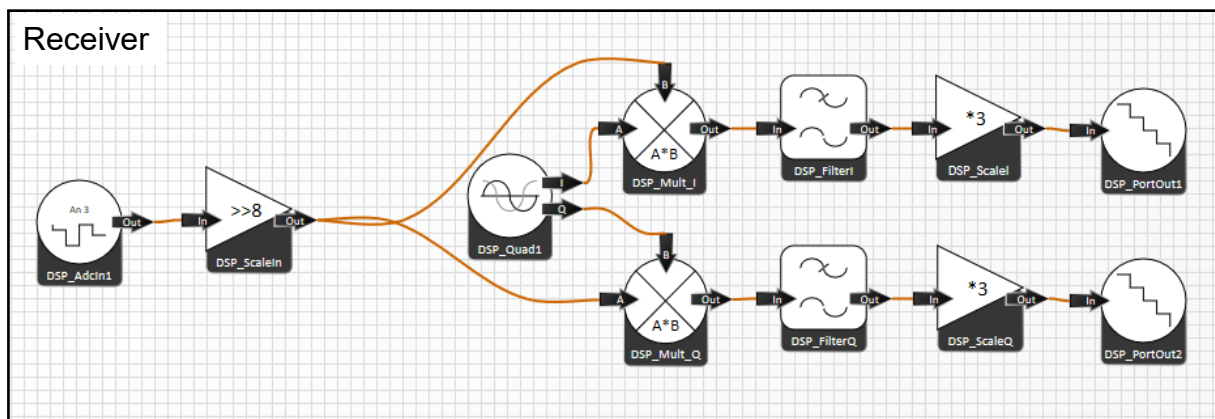 Receiver
An 3
Out
DSP_AdcIn1
In
>>8
Out
DSP_ScaleIn
I
Q
DSP_Quad1
B
A
Out
A*B
DSP_Mult_I
In
Out
DSP_FilterI
In
*3
Out
DSP_ScaleI
In
DSP_PortOut1
B
A
Out
A*B
DSP_Mult_Q
In
Out
DSP_FilterQ
In
*3
Out
DSP_ScaleQ
In
DSP_PortOut2